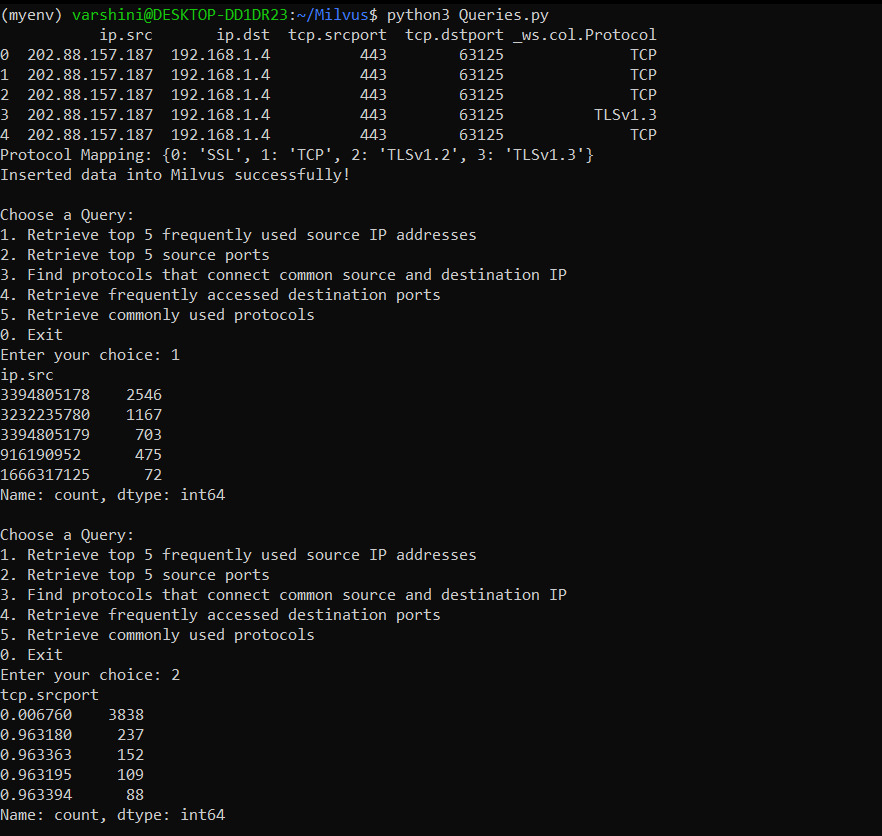 (myenv) varshini@DESKTOP-DD1DR23:~/Milvus$ python3 Queries.py
ip.src ip.dst tcp.srcport tcp.dstport _ws.col.Protocol
0 202.88.157.187 192.168.1.4 443 63125 TCP
1 202.88.157.187 192.168.1.4 443 63125 TCP
2 202.88.157.187 192.168.1.4 443 63125 TCP
3 202.88.157.187 192.168.1.4 443 63125 TLSv1.3
4 202.88.157.187 192.168.1.4 443 63125 TCP
Protocol Mapping: {0: 'SSL', 1: 'TCP', 2: 'TLSv1.2', 3: 'TLSv1.3'}
Inserted data into Milvus successfully!
Choose a Query:
1. Retrieve top 5 frequently used source IP addresses
2. Retrieve top 5 source ports
3. Find protocols that connect common source and destination IP
4. Retrieve frequently accessed destination ports
5. Retrieve commonly used protocols
0. Exit
Enter your choice: 1
ip.src
3394805178 2546
3232235780 1167
3394805179 703
916190952 475
1666317125 72
Name: count, dtype: int64
Choose a Query:
1. Retrieve top 5 frequently used source IP addresses
2. Retrieve top 5 source ports
3. Find protocols that connect common source and destination IP
4. Retrieve frequently accessed destination ports
5. Retrieve commonly used protocols
0. Exit
Enter your choice: 2
tcp.srcport
0.006760 3838
0.963180 237
0.963363 152
0.963195 109
0.963394 88
Name: count, dtype: int64